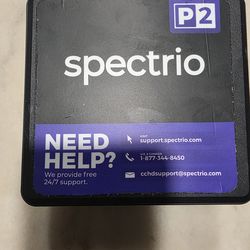 P2
spectrio
NEED
HELP?
We provide free
24/7 support.
VISIT
support.spectrio.com
1-877-344-8450
cchdsupport@spectrio.com